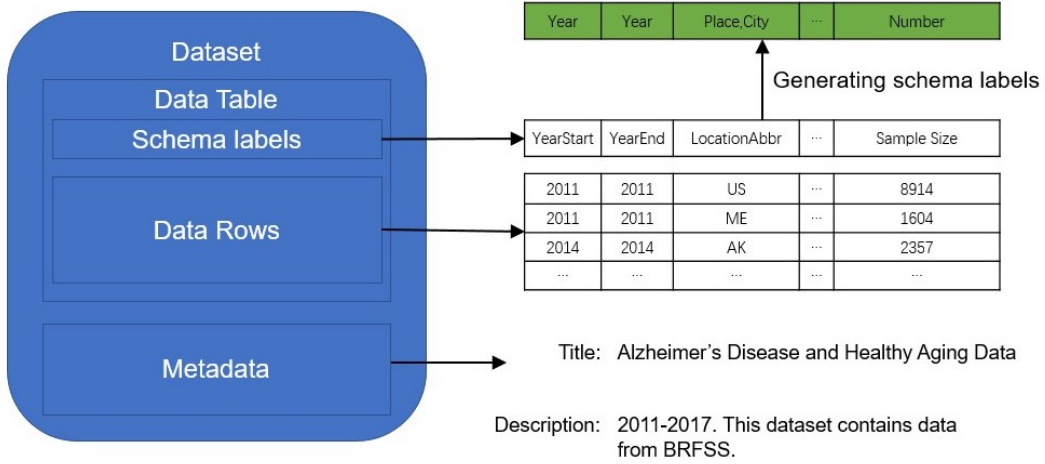 Dataset
Data Table
Schema labels
Data Rows
Metadata
Year Year Place,City ... Number
Generating schema labels
YearStart YearEnd LocationAbbr ... Sample Size
2011 2011 US ... 8914
2011 2011 ME ... 1604
2014 2014 AK ... 2357
... ... ... ... ...
Title: Alzheimer's Disease and Healthy Aging Data
Description: 2011-2017. This dataset contains data
from BRFSS.